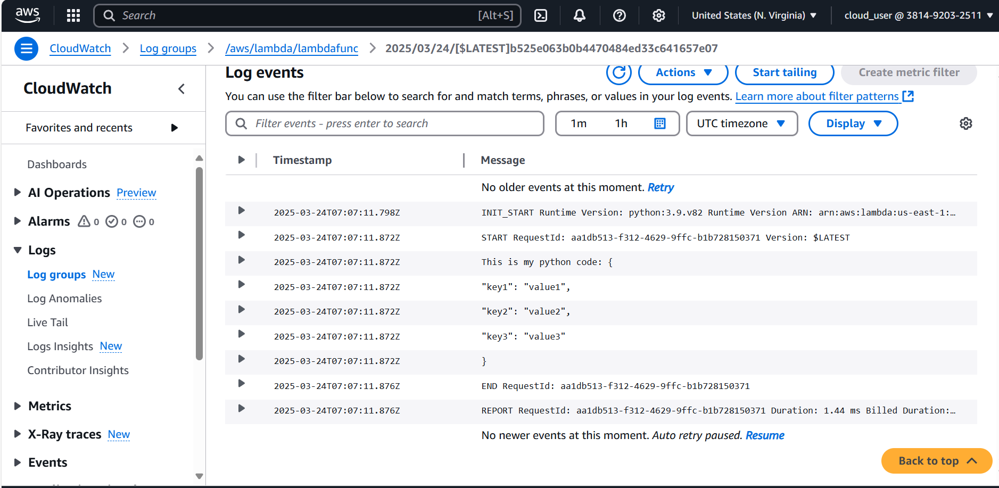 aws
Search [Alt+S] United States (N. Virginia) cloud_user @ 3814-9203-2511
CloudWatch Log groups /aws/lambda/lambdafunc 2025/03/24/[$LATEST]b525e063b0b4470484ed33c641657e07
CloudWatch
Favorites and recents
Dashboards
AI Operations Preview
Alarms 0 0 0
Logs
Log groups New
Log Anomalies
Live Tail
Logs Insights New
Contributor Insights
Metrics
X-Ray traces New
Events
Log events Actions Start tailing Create metric filter
You can use the filter bar below to search for and match terms, phrases, or values in your log events. Learn more about filter patterns
Filter events - press enter to search 1m 1h UTC timezone Display
Timestamp Message
No older events at this moment. Retry
2025-03-24T07:07:11.798Z INIT_START Runtime Version: python:3.9.v82 Runtime Version ARN: arn:aws:lambda:us-east-1:…
2025-03-24T07:07:11.872Z START RequestId: aa1db513-f312-4629-9ffc-b1b728150371 Version: $LATEST
2025-03-24T07:07:11.872Z This is my python code: {
2025-03-24T07:07:11.872Z "key1": "value1",
2025-03-24T07:07:11.872Z "key2": "value2",
2025-03-24T07:07:11.872Z "key3": "value3"
2025-03-24T07:07:11.872Z }
2025-03-24T07:07:11.876Z END RequestId: aa1db513-f312-4629-9ffc-b1b728150371
2025-03-24T07:07:11.876Z REPORT RequestId: aa1db513-f312-4629-9ffc-b1b728150371 Duration: 1.44 ms Billed Duration:…
No newer events at this moment. Auto retry paused. Resume
Back to top